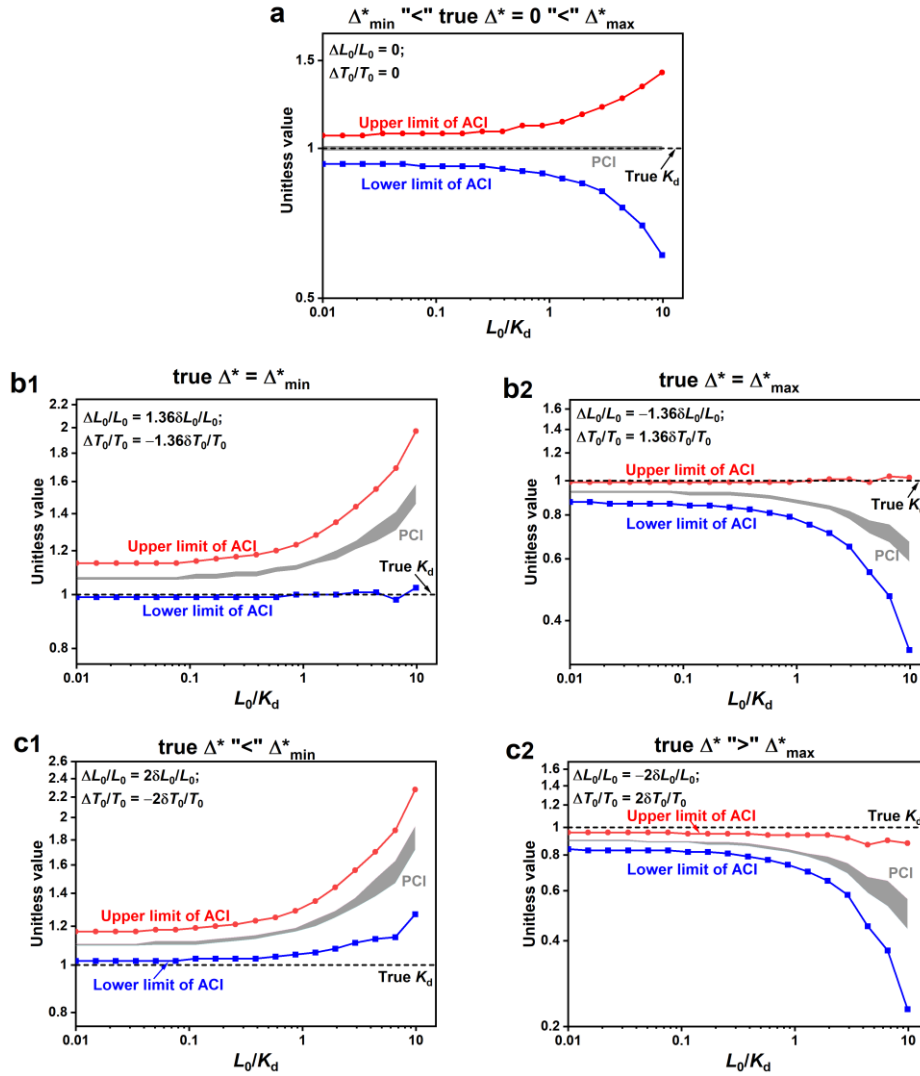 a
Δ*min "<" true Δ* = 0 "<" Δ*max
ΔL0/L0 = 0;
ΔT0/T0 = 0
Upper limit of ACI
PCI
True Kd
Lower limit of ACI
Unitless value
1.5
1
0.5
0.01
0.1
1
10
L0/Kd
b1
true Δ* = Δ*min
ΔL0/L0 = 1.36δL0/L0;
ΔT0/T0 = −1.36δT0/T0
Upper limit of ACI
PCI
True Kd
Lower limit of ACI
Unitless value
2.2
2
1.8
1.6
1.4
1.2
1
0.8
0.01
0.1
1
10
L0/Kd
b2
true Δ* = Δ*max
ΔL0/L0 = −1.36δL0/L0;
ΔT0/T0 = 1.36δT0/T0
Upper limit of ACI
True K
PCI
Lower limit of ACI
Unitless value
1.6
1.4
1.2
1
0.8
0.6
0.4
0.01
0.1
1
10
L0/Kd
c1
true Δ* "<" Δ*min
ΔL0/L0 = 2δL0/L0;
ΔT0/T0 = −2δT0/T0
PCI
Upper limit of ACI
True Kd
Lower limit of ACI
Unitless value
2.6
2.4
2.2
2
1.8
1.6
1.4
1.2
1
0.8
0.01
0.1
1
10
L0/Kd
c2
true Δ* ">" Δ*max
ΔL0/L0 = −2δL0/L0;
ΔT0/T0 = 2δT0/T0
True Kd
Upper limit of ACI
PCI
Lower limit of ACI
Unitless value
1.6
1.4
1.2
1
0.8
0.6
0.4
0.2
0.01
0.1
1
10
L0/Kd